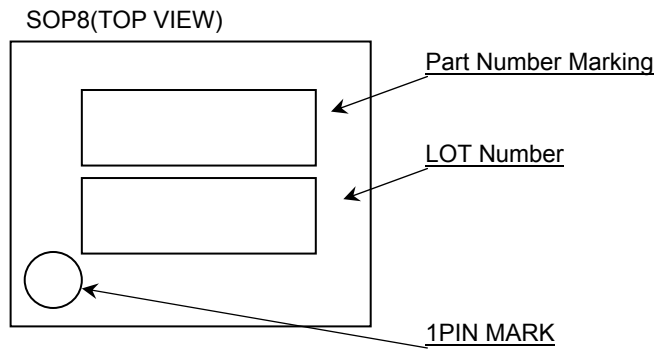 SOP8(TOP VIEW)
Part Number Marking
LOT Number
1PIN MARK